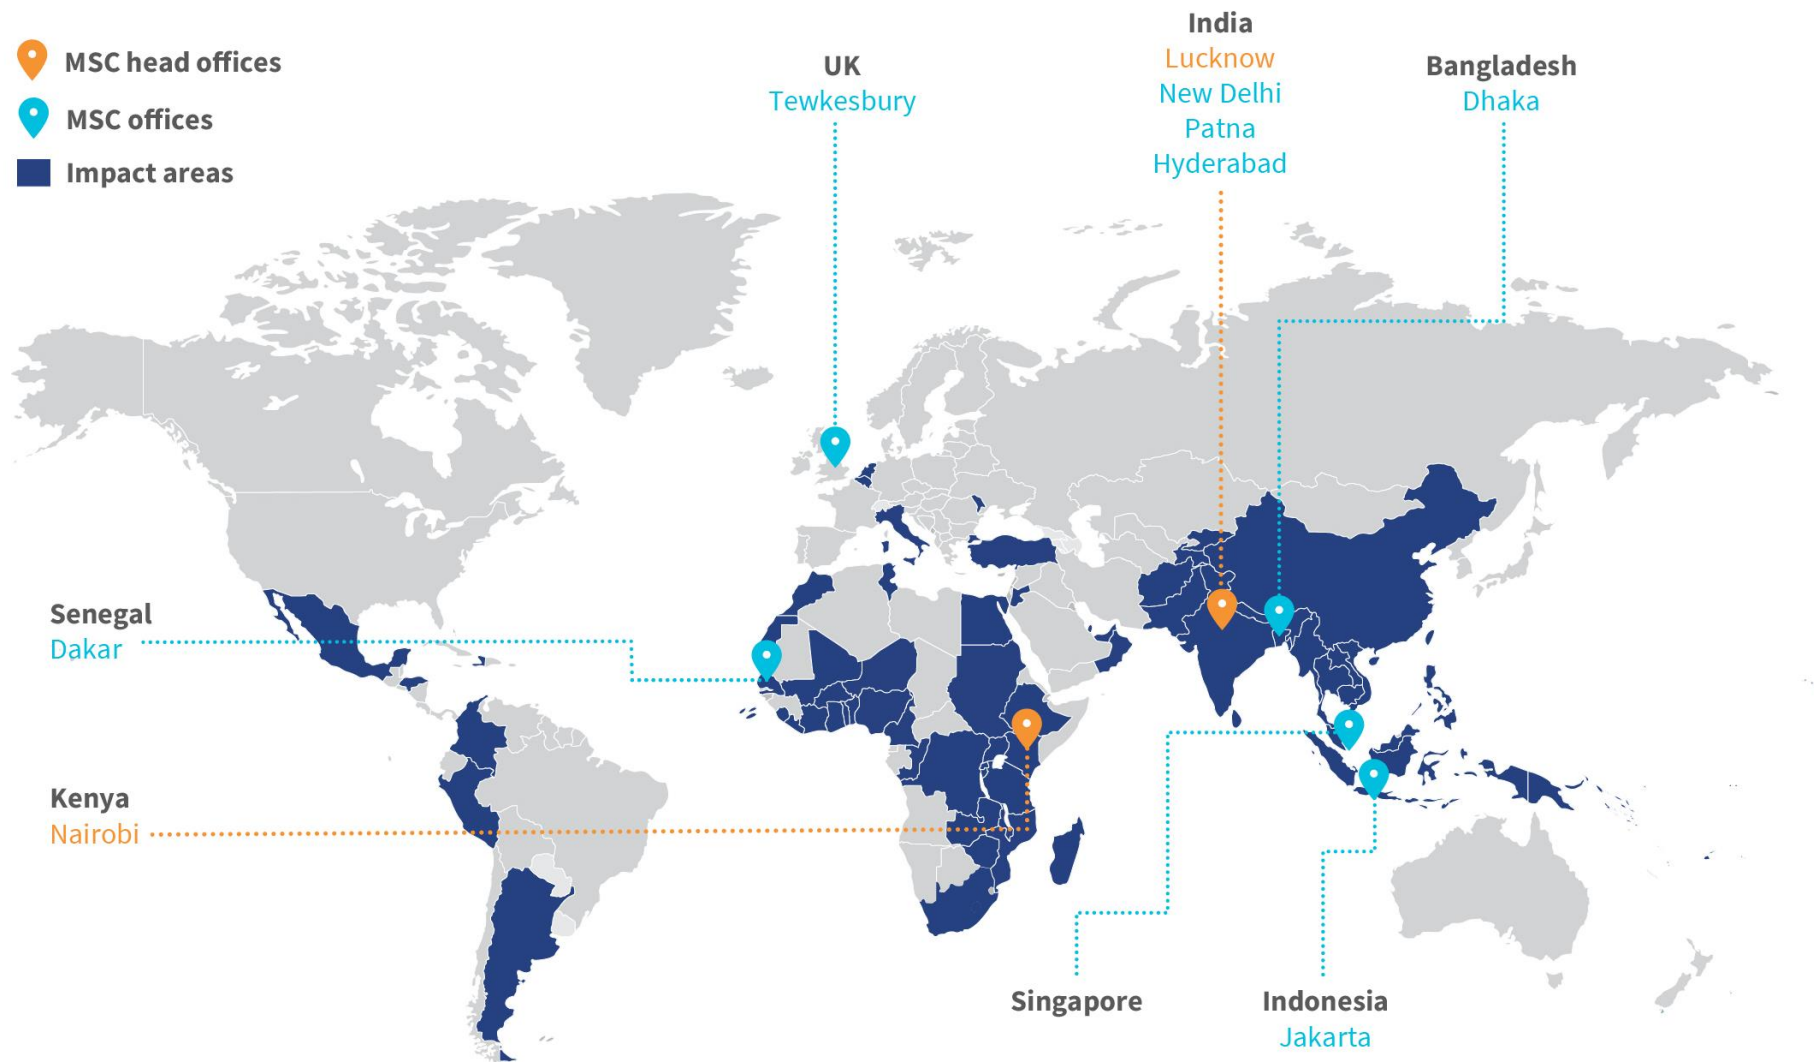 MSC head offices
MSC offices
Impact areas
UK
Tewkesbury
India
Lucknow
New Delhi
Patna
Hyderabad
Bangladesh
Dhaka
Senegal
Dakar
Kenya
Nairobi
Singapore
Indonesia
Jakarta